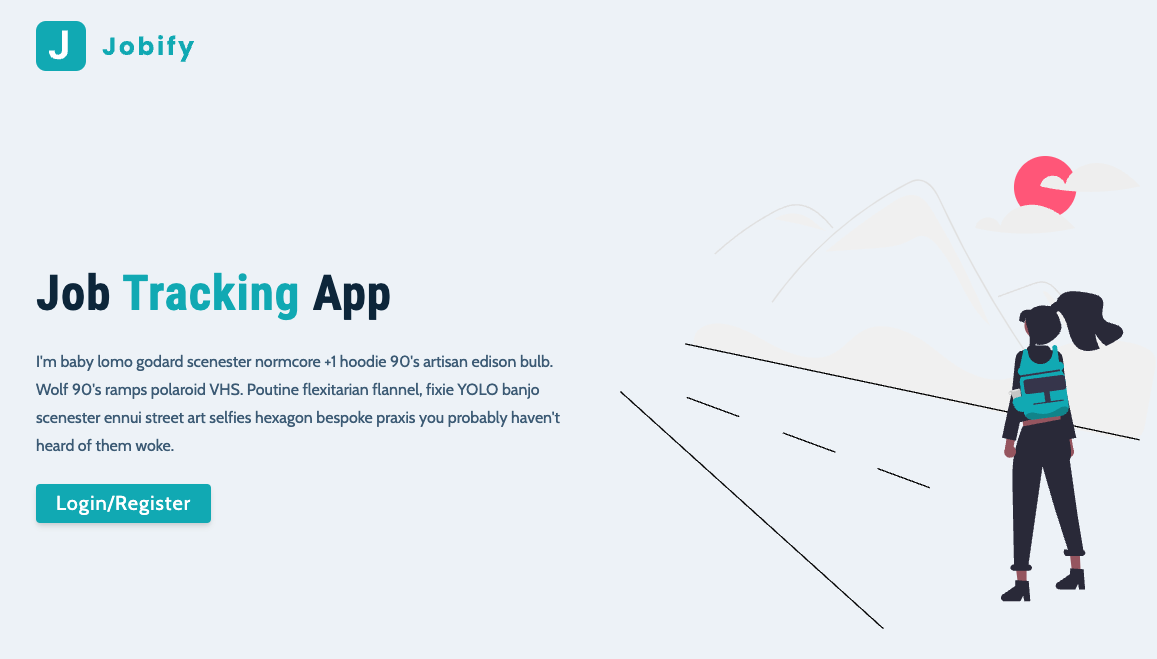 J Jobify
Job Tracking App
I'm baby lomo godard scenester normcore +1 hoodie 90's artisan edison bulb.
Wolf 90's ramps polaroid VHS. Poutine flexitarian flannel, fixie YOLO banjo
scenester ennui street art selfies hexagon bespoke praxis you probably haven't
heard of them woke.
Login/Register